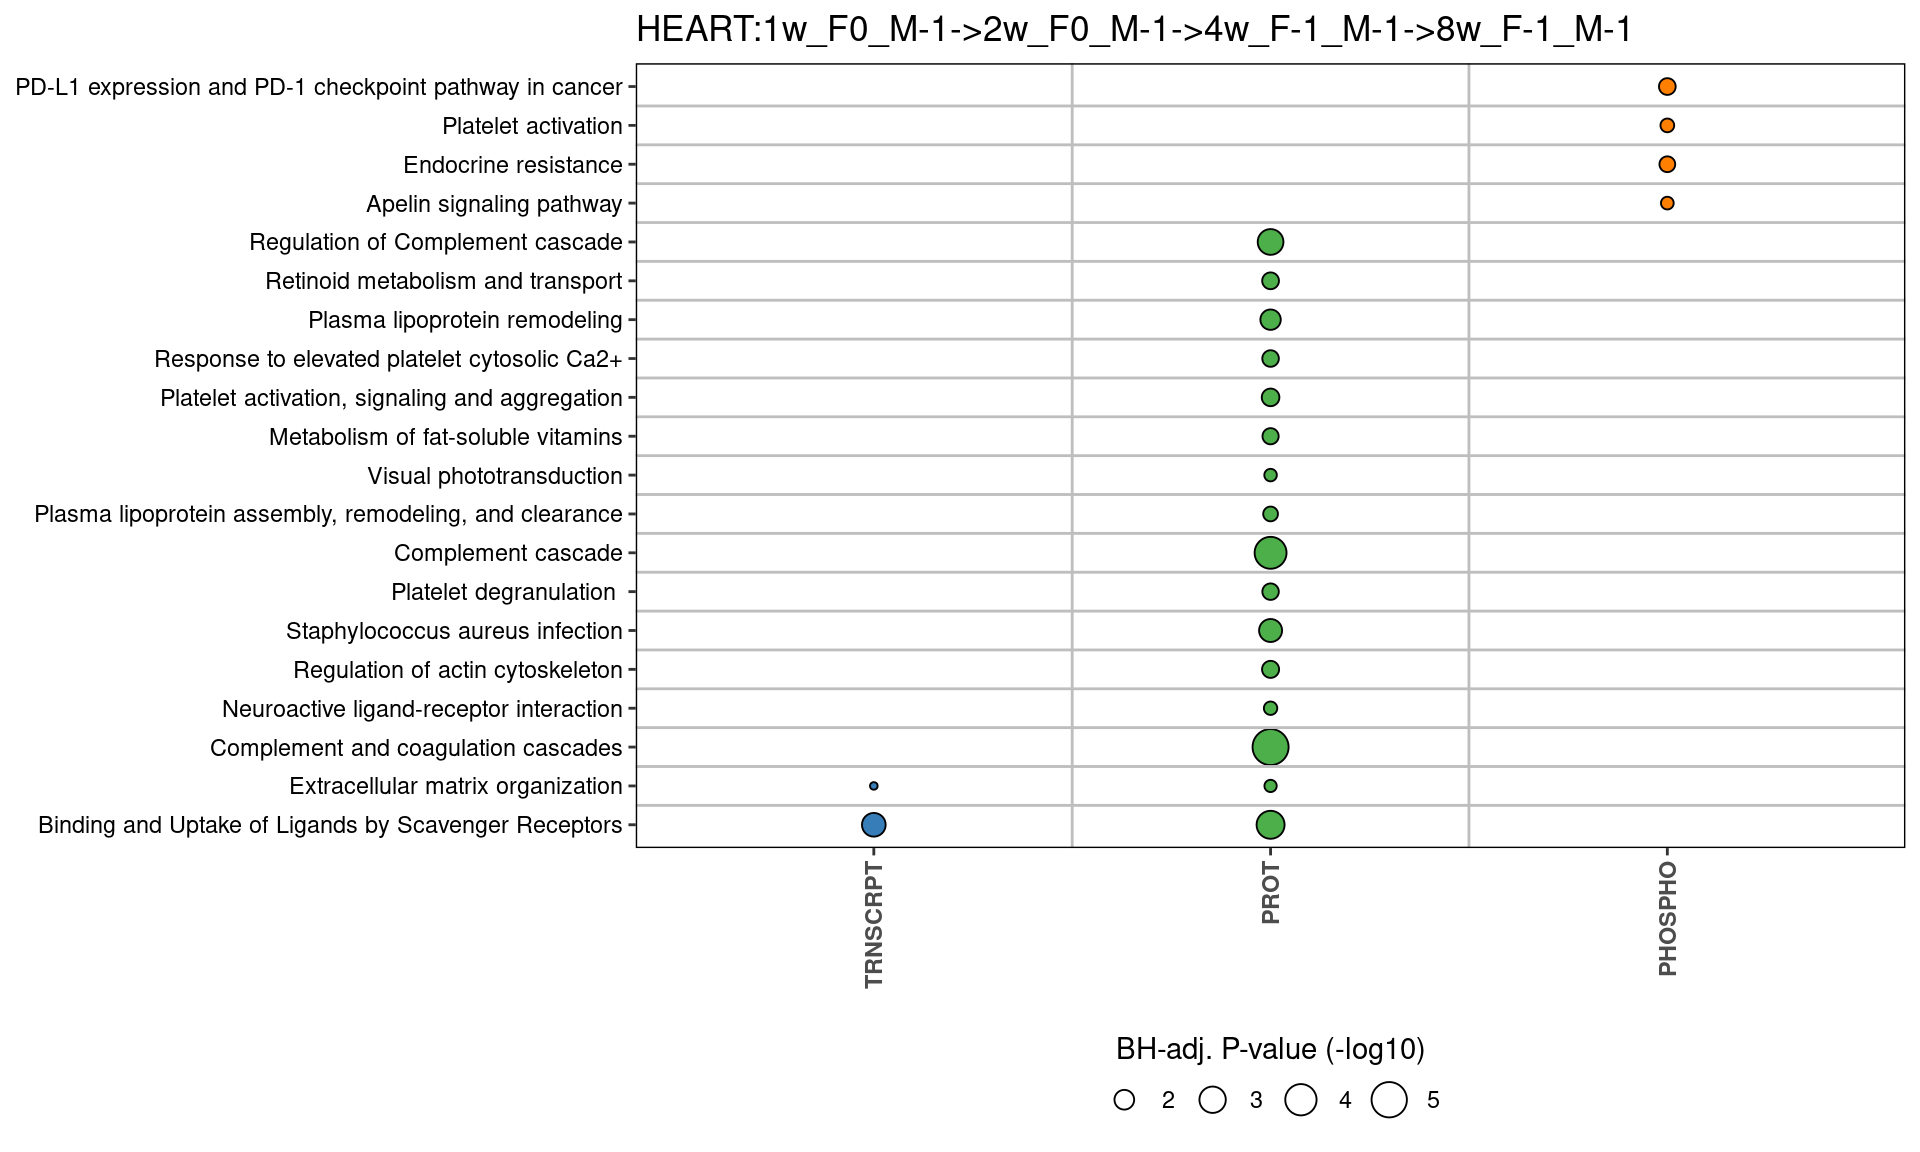 HEART:1w_F0_M-1->2w_F0_M-1->4w_F-1_M-1->8w_F-1_M-1
PD-L1 expression and PD-1 checkpoint pathway in cancer
Platelet activation
Endocrine resistance
Apelin signaling pathway
Regulation of Complement cascade
Retinoid metabolism and transport
Plasma lipoprotein remodeling
Response to elevated platelet cytosolic Ca2+
Platelet activation, signaling and aggregation
Metabolism of fat-soluble vitamins
Visual phototransduction
Plasma lipoprotein assembly, remodeling, and clearance
Complement cascade
Platelet degranulation
Staphylococcus aureus infection
Regulation of actin cytoskeleton
Neuroactive ligand-receptor interaction
Complement and coagulation cascades
Extracellular matrix organization
Binding and Uptake of Ligands by Scavenger Receptors
TRNSCRPT
PROT
PHOSPHO
BH-adj. P-value (-log10)
2 3 4 5